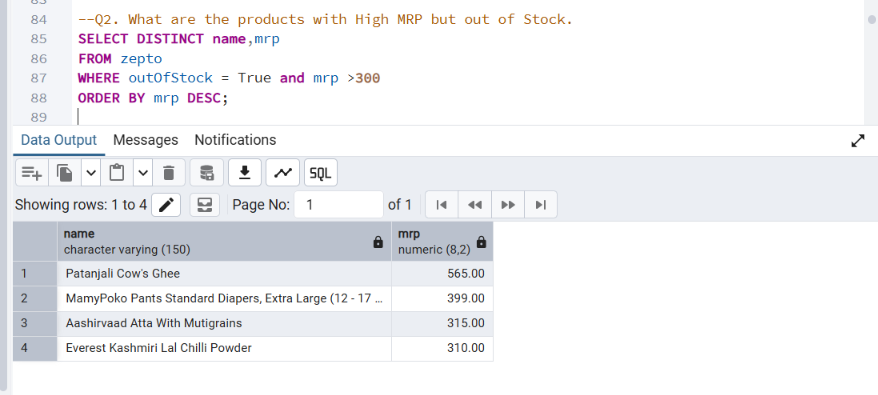 84 --Q2. What are the products with High MRP but out of Stock.
85 SELECT DISTINCT name,mrp
86 FROM zepto
87 WHERE outOfStock = True and mrp >300
88 ORDER BY mrp DESC;
89
Data Output Messages Notifications
SQL
Showing rows: 1 to 4 Page No: 1 of 1
name mrp
character varying (150) numeric (8,2)
1 Patanjali Cow's Ghee 565.00
2 MamyPoko Pants Standard Diapers, Extra Large (12 - 17 ... 399.00
3 Aashirvaad Atta With Mutigrains 315.00
4 Everest Kashmiri Lal Chilli Powder 310.00